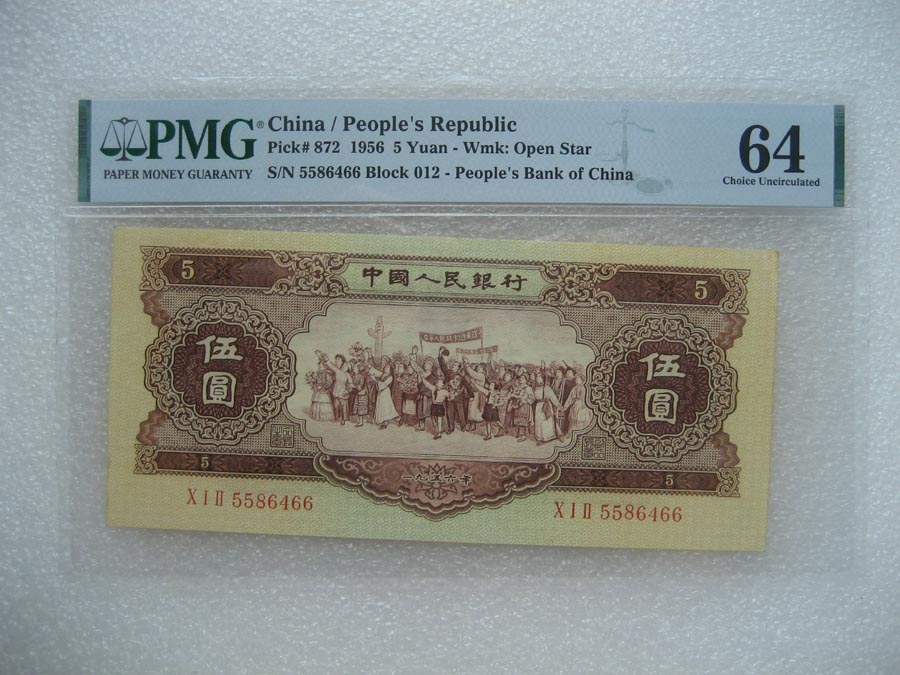 PMG®
PAPER MONEY GUARANTY
China / People's Republic
Pick# 872 1956 5 Yuan - Wmk: Open Star
S/N 5586466 Block 012 - People's Bank of China
64
Choice Uncirculated
中國人民銀行
5
5
伍圓
伍圓
一九五六年
5
5
X I II 5586466
X I II 5586466